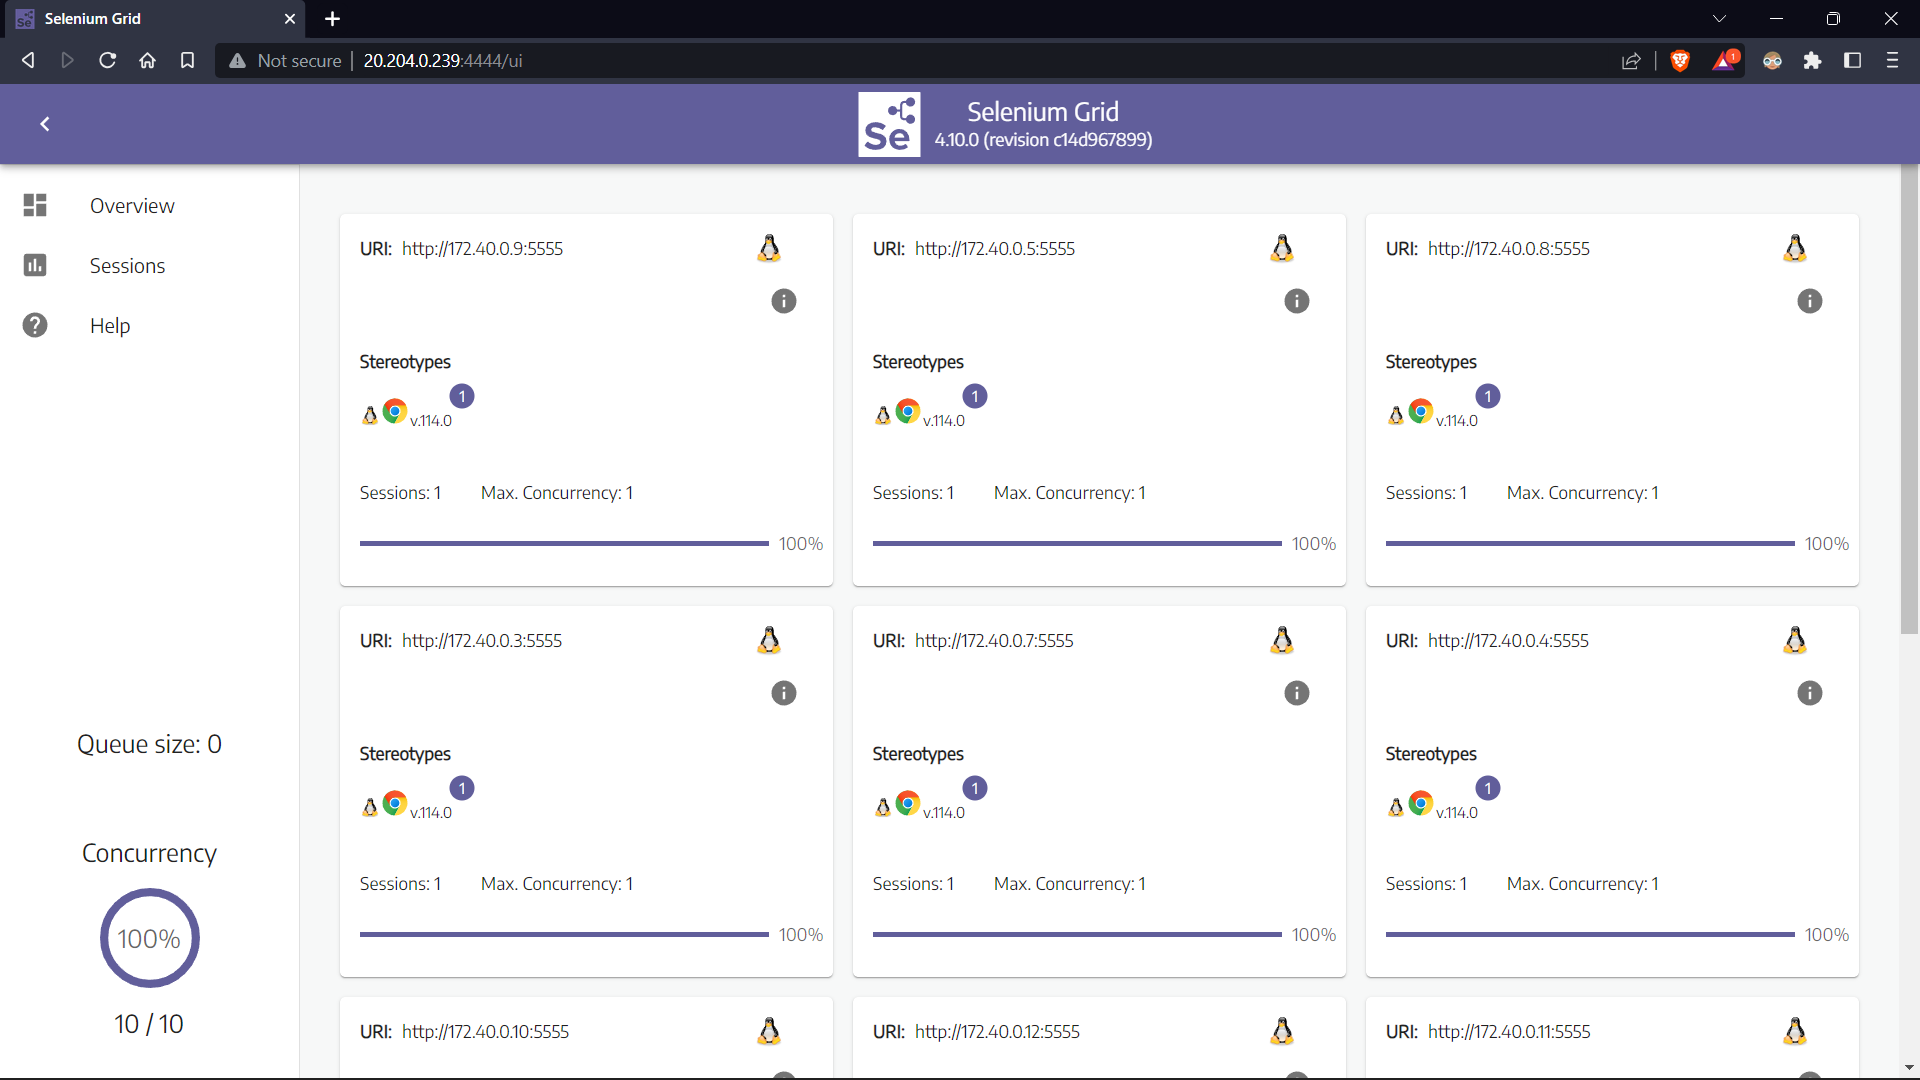 Selenium Grid
Not secure 20.204.0.239:4444/ui
1
Se
Selenium Grid
4.10.0 (revision c14d967899)
Overview
Sessions
Help
Queue size: 0
Concurrency
100%
10 / 10
URI: http://172.40.0.9:5555
Stereotypes
1
v.114.0
Sessions: 1 Max. Concurrency: 1
100%
URI: http://172.40.0.5:5555
Stereotypes
1
v.114.0
Sessions: 1 Max. Concurrency: 1
100%
URI: http://172.40.0.8:5555
Stereotypes
1
v.114.0
Sessions: 1 Max. Concurrency: 1
100%
URI: http://172.40.0.3:5555
Stereotypes
1
v.114.0
Sessions: 1 Max. Concurrency: 1
100%
URI: http://172.40.0.7:5555
Stereotypes
1
v.114.0
Sessions: 1 Max. Concurrency: 1
100%
URI: http://172.40.0.4:5555
Stereotypes
1
v.114.0
Sessions: 1 Max. Concurrency: 1
100%
URI: http://172.40.0.10:5555
URI: http://172.40.0.12:5555
URI: http://172.40.0.11:5555